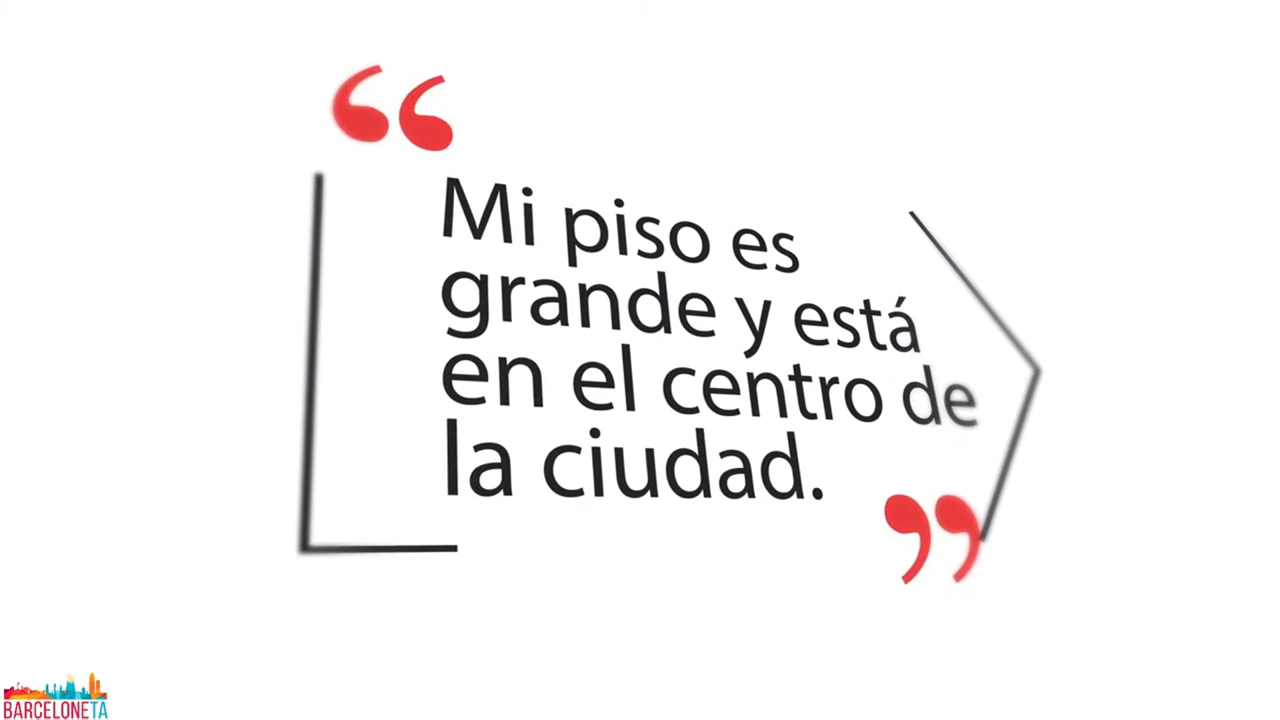 Mi piso es
grande y está
en el centro de
la ciudad.
BARCELONETA